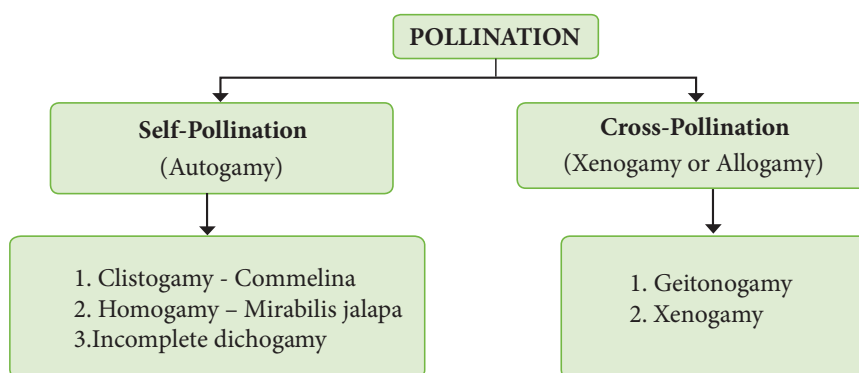 POLLINATION
Self-Pollination
(Autogamy)
Cross-Pollination
(Xenogamy or Allogamy)
1. Clistogamy - Commelina
2. Homogamy – Mirabilis jalapa
3.Incomplete dichogamy
1. Geitonogamy
2. Xenogamy